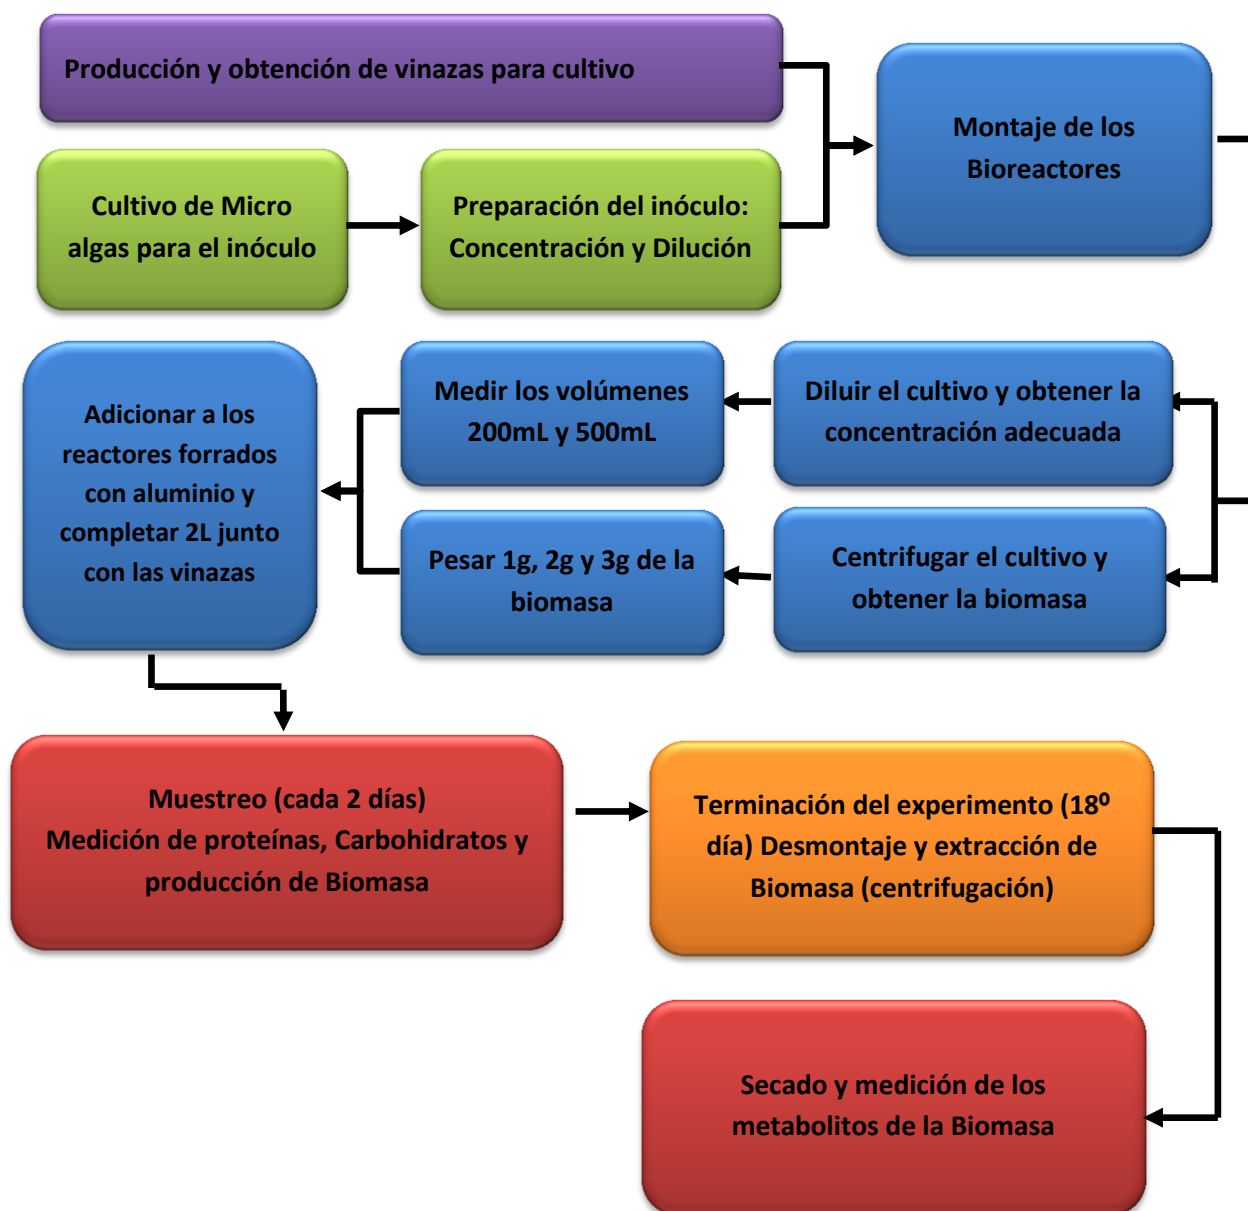 Producción y obtención de vinazas para cultivo
Montaje de los
Bioreactores
Cultivo de Micro
algas para el inóculo
Preparación del inóculo:
Concentración y Dilución
Adicionar a los
reactores forrados
con aluminio y
completar 2L junto
con las vinazas
Medir los volúmenes
200mL y 500mL
Diluir el cultivo y obtener la
concentración adecuada
Pesar 1g, 2g y 3g de la
biomasa
Centrifugar el cultivo y
obtener la biomasa
Muestreo (cada 2 días)
Medición de proteínas, Carbohidratos y
producción de Biomasa
Terminación del experimento (18º
día) Desmontaje y extracción de
Biomasa (centrifugación)
Secado y medición de los
metabolitos de la Biomasa